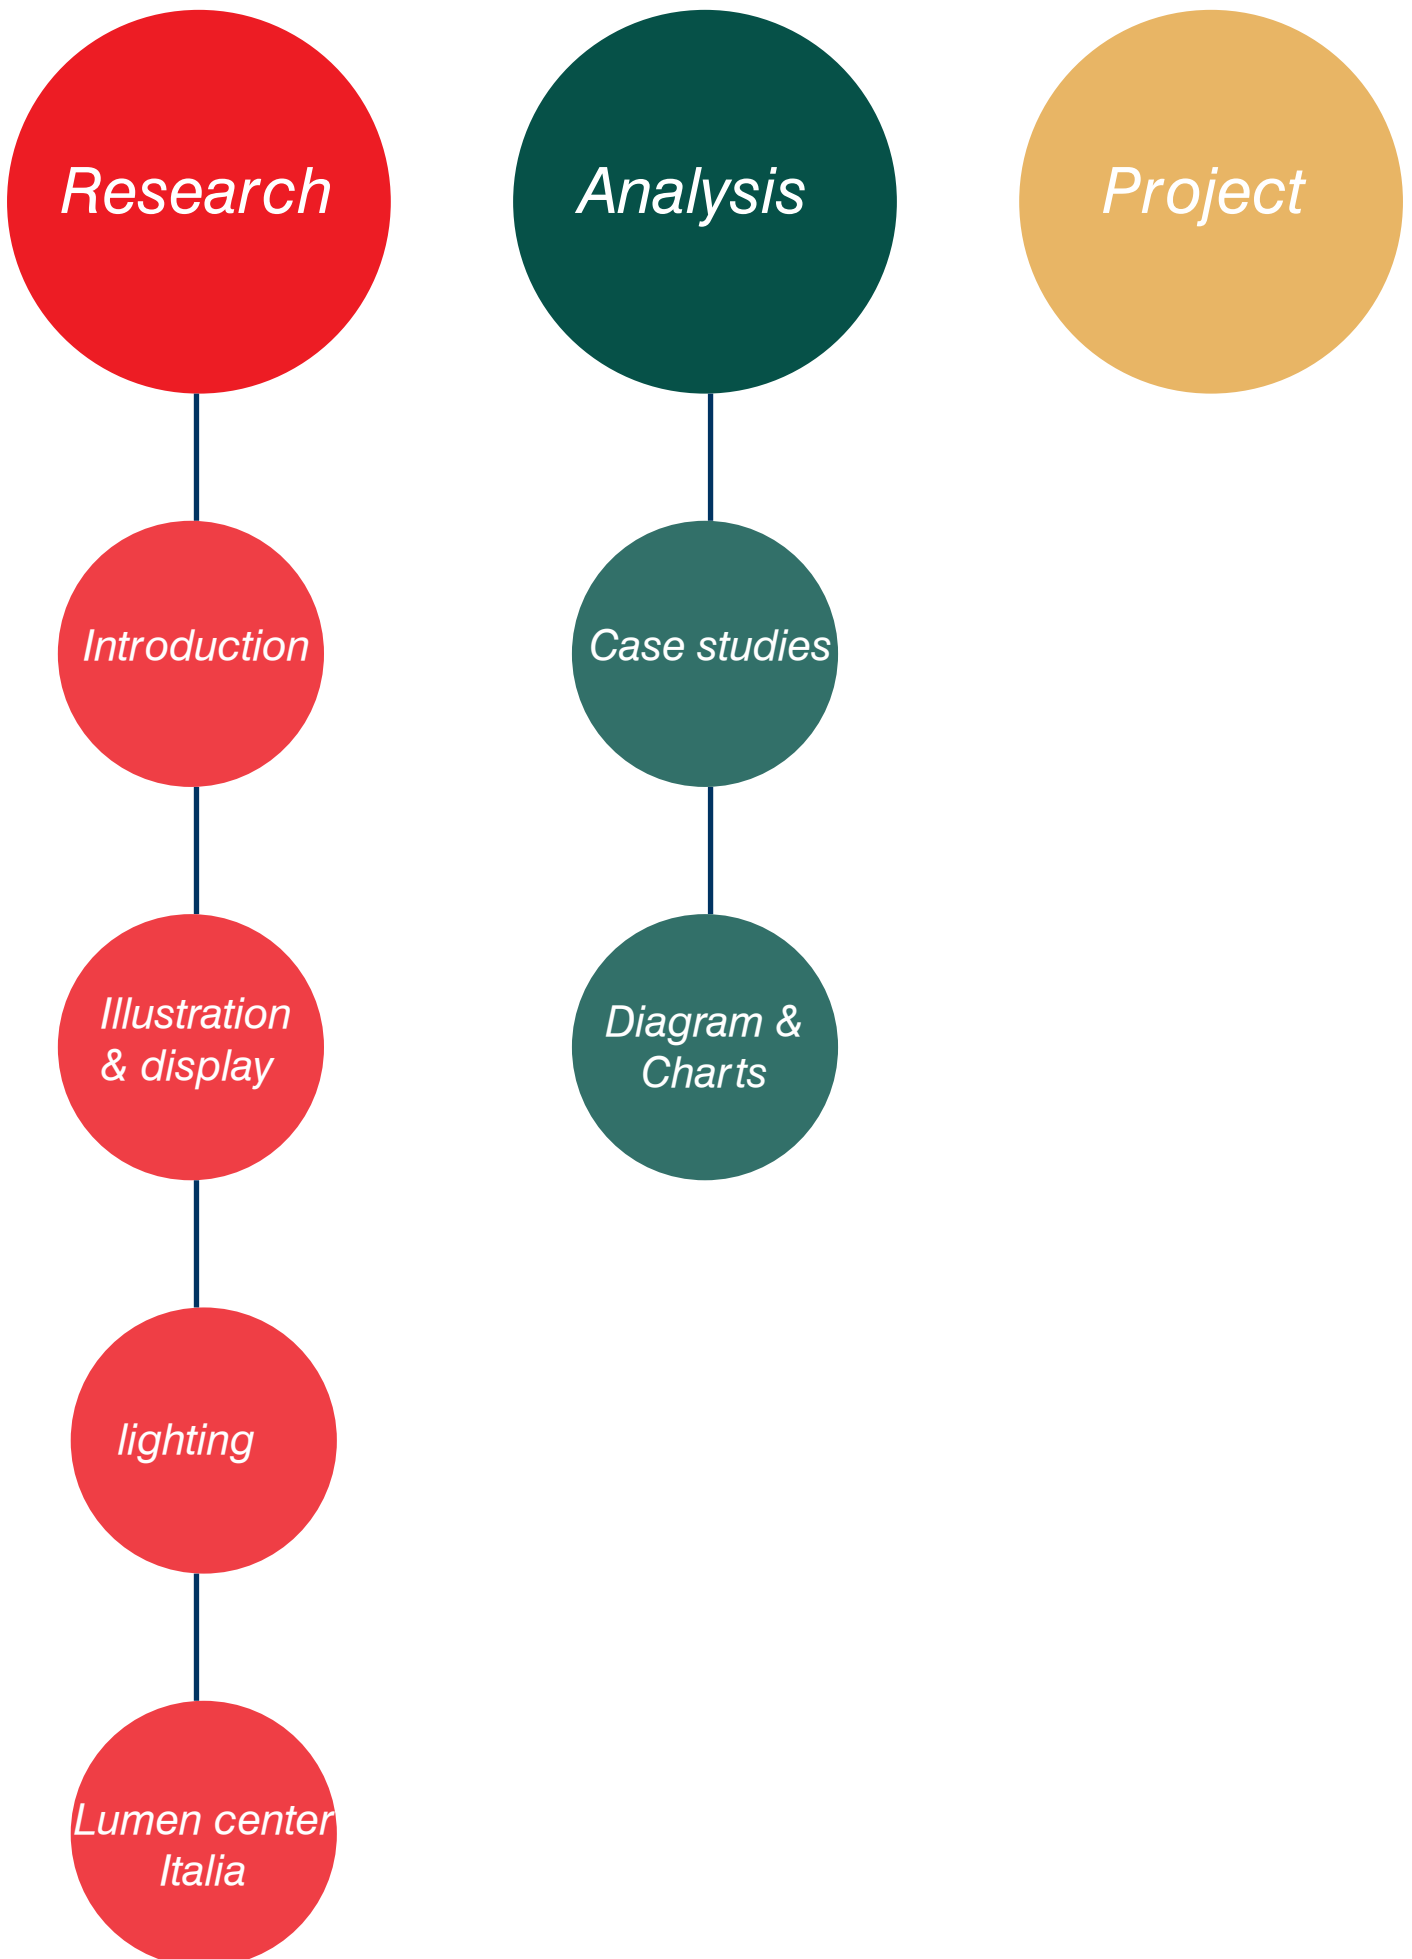 Research
Analysis
Project
Introduction
Case studies
Illustration
& display
Diagram &
Charts
lighting
Lumen center
Italia